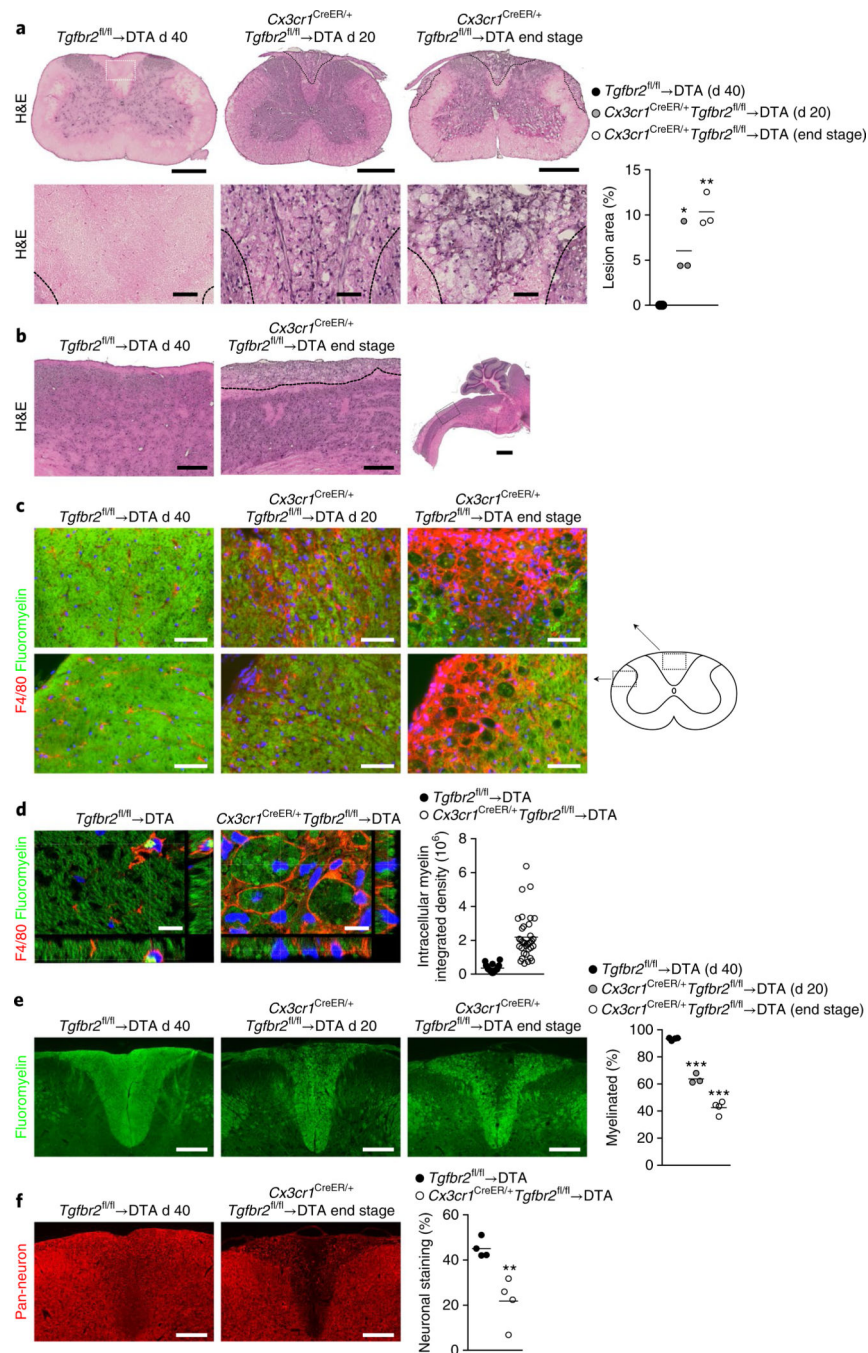 a
Tgfbr2fl/fl→DTA d 40
Cx3cr1CreER/+
Tgfbr2fl/fl→DTA d 20
Cx3cr1CreER/+
Tgfbr2fl/fl→DTA end stage
H&E
H&E
Tgfbr2fl/fl→DTA (d 40)
Cx3cr1CreER/+Tgfbr2fl/fl→DTA (d 20)
Cx3cr1CreER/+Tgfbr2fl/fl→DTA (end stage)
Lesion area (%)
15
10
5
0
*
**
b
Tgfbr2fl/fl→DTA d 40
Cx3cr1CreER/+
Tgfbr2fl/fl→DTA end stage
H&E
c
Tgfbr2fl/fl→DTA d 40
Cx3cr1CreER/+
Tgfbr2fl/fl→DTA d 20
Cx3cr1CreER/+
Tgfbr2fl/fl→DTA end stage
F4/80 Fluoromyelin
d
Tgfbr2fl/fl→DTA
Cx3cr1CreER/+Tgfbr2fl/fl→DTA
F4/80 Fluoromyelin
Tgfbr2fl/fl→DTA
Cx3cr1CreER/+Tgfbr2fl/fl→DTA
Intracellular myelin
integrated density (106)
8
6
4
2
0
e
Tgfbr2fl/fl→DTA d 40
Cx3cr1CreER/+
Tgfbr2fl/fl→DTA d 20
Cx3cr1CreER/+
Tgfbr2fl/fl→DTA end stage
Fluoromyelin
Tgfbr2fl/fl→DTA (d 40)
Cx3cr1CreER/+Tgfbr2fl/fl→DTA (d 20)
Cx3cr1CreER/+Tgfbr2fl/fl→DTA (end stage)
Myelinated (%)
100
80
60
40
20
0
***
***
f
Tgfbr2fl/fl→DTA d 40
Cx3cr1CreER/+
Tgfbr2fl/fl→DTA end stage
Pan-neuron
Tgfbr2fl/fl→DTA
Cx3cr1CreER/+Tgfbr2fl/fl→DTA
Neuronal staining (%)
60
40
20
0
**